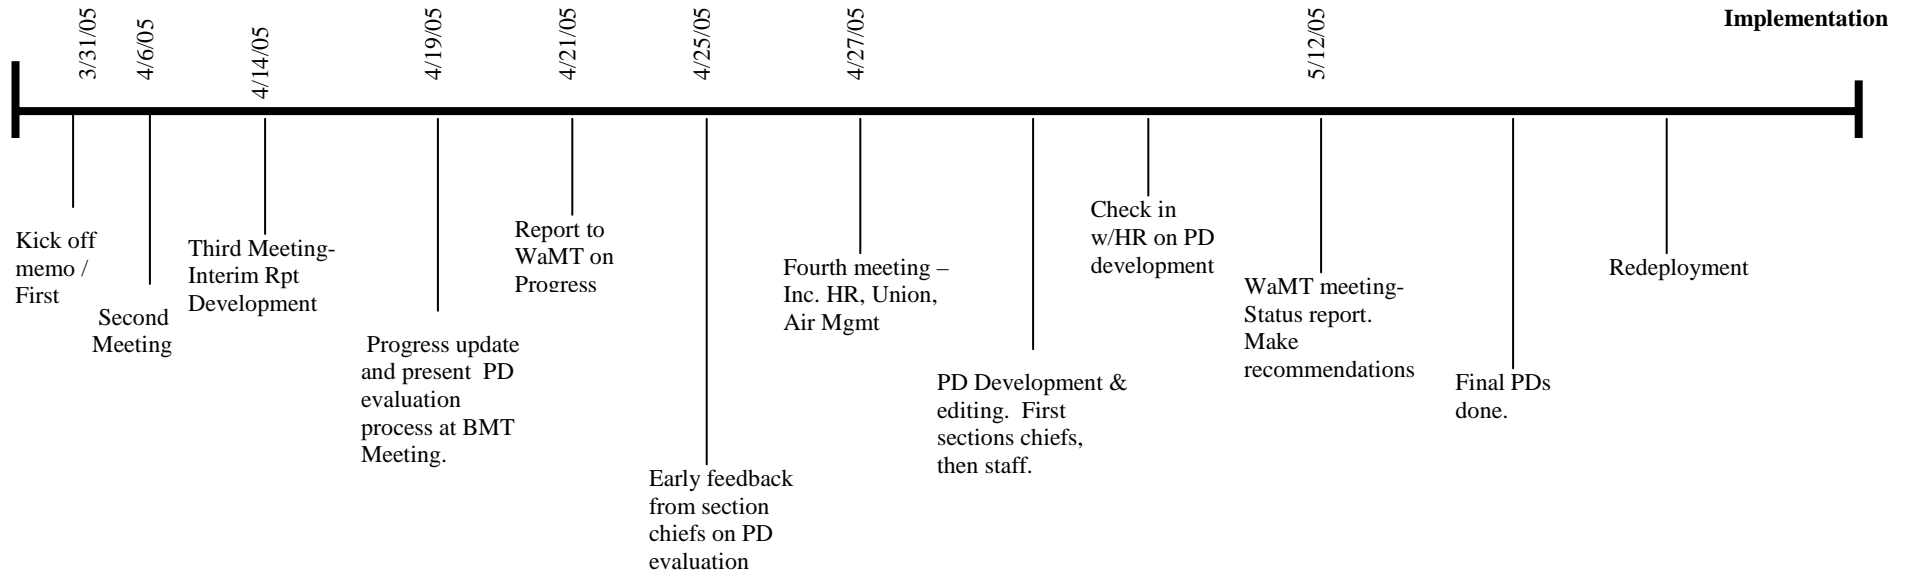 3/31/05
4/6/05
4/14/05
4/19/05
4/21/05
4/25/05
4/27/05
5/12/05
Implementation
Kick off
memo /
First
Second
Meeting
Third Meeting-
Interim Rpt
Development
Progress update
and present  PD
evaluation
process at BMT
Meeting.
Report to
WaMT on
Progress
Early feedback
from section
chiefs on PD
evaluation
Fourth meeting –
Inc. HR, Union,
Air Mgmt
PD Development &
editing.  First
sections chiefs,
then staff.
Check in
w/HR on PD
development
WaMT meeting-
Status report.
Make
recommendations
Final PDs
done.
Redeployment